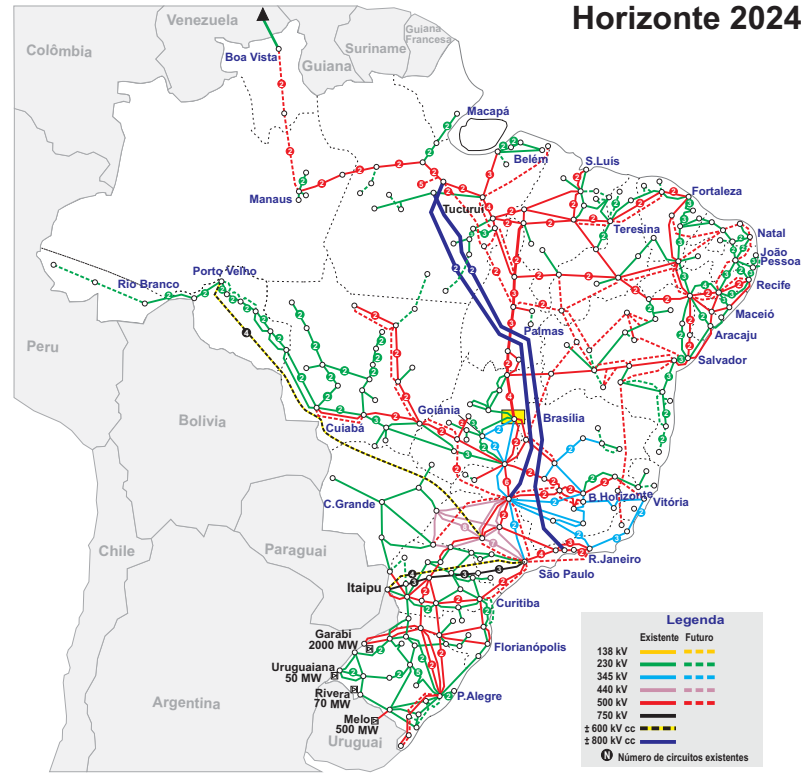 Horizonte 2024
Venezuela
Colômbia
Boa Vista
Guiana
Suriname
Guiana
Francesa
Macapá
Belém
S.Luis
Manaus
Tucuruí
Fortaleza
Teresina
Natal
João
Pessoa
Recife
Porto Velho
Rio Branco
Maceió
Palmas
Aracaju
Salvador
Peru
Bolivia
Goiânia
Brasília
Cuiabá
C.Grande
B.Horizonte
Vitória
Chile
Paraguai
R.Janeiro
São Paulo
Itaipu
Curitiba
Garabi
2000 MW
Florianópolis
Uruguaiana
50 MW
Rivera
70 MW
P.Alegre
Melo
500 MW
Argentina
Uruguai
Legenda
Existente Futuro
138 kV
230 kV
345 kV
440 kV
500 kV
750 kV
± 600 kV cc
± 800 kV cc
N Número de circuitos existentes